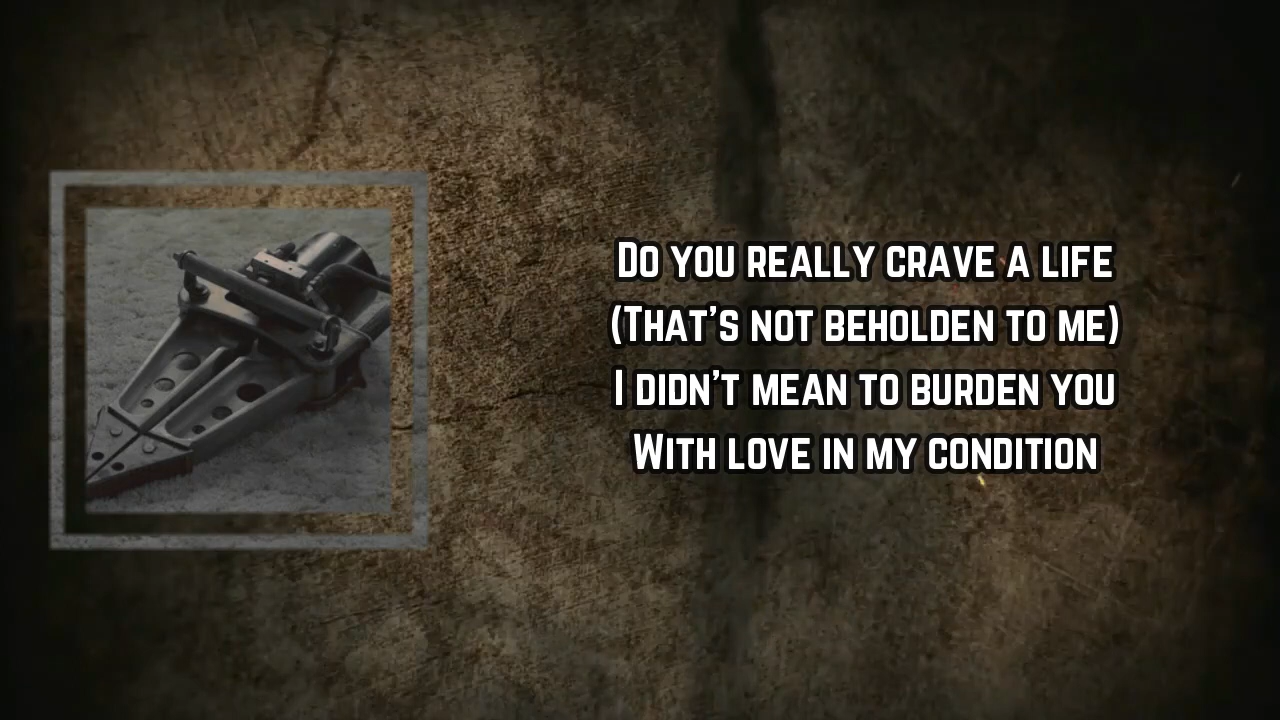 Do you really crave a life
(That's not beholden to me)
I didn't mean to burden you
With love in my condition